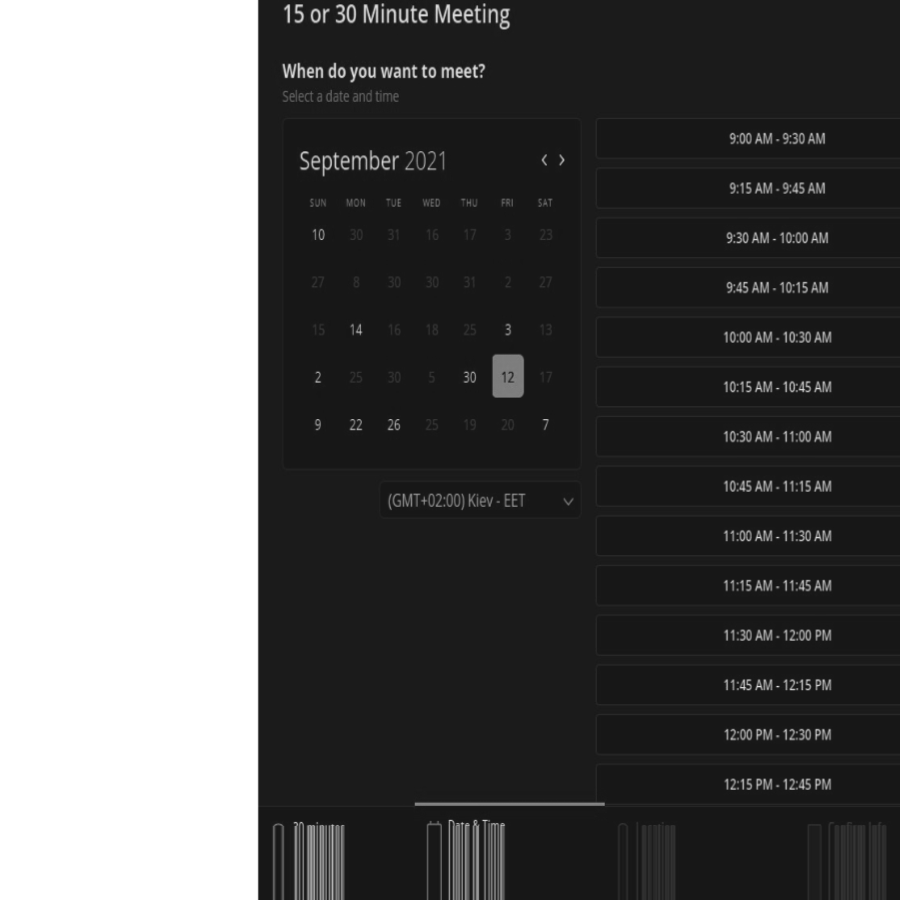 15 or 30 Minute Meeting
When do you want to meet?
Select a date and time
September 2021
SUN MON TUE WED THU FRI SAT
10 30 31 16 17 3 23
27 8 30 30 31 2 27
15 14 16 18 25 3 13
2 25 30 5 30 12 17
9 22 26 25 19 20 7
(GMT+02:00) Kiev - EET
9:00 AM - 9:30 AM
9:15 AM - 9:45 AM
9:30 AM - 10:00 AM
9:45 AM - 10:15 AM
10:00 AM - 10:30 AM
10:15 AM - 10:45 AM
10:30 AM - 11:00 AM
10:45 AM - 11:15 AM
11:00 AM - 11:30 AM
11:15 AM - 11:45 AM
11:30 AM - 12:00 PM
11:45 AM - 12:15 PM
12:00 PM - 12:30 PM
12:15 PM - 12:45 PM
30 minutes Date & Time